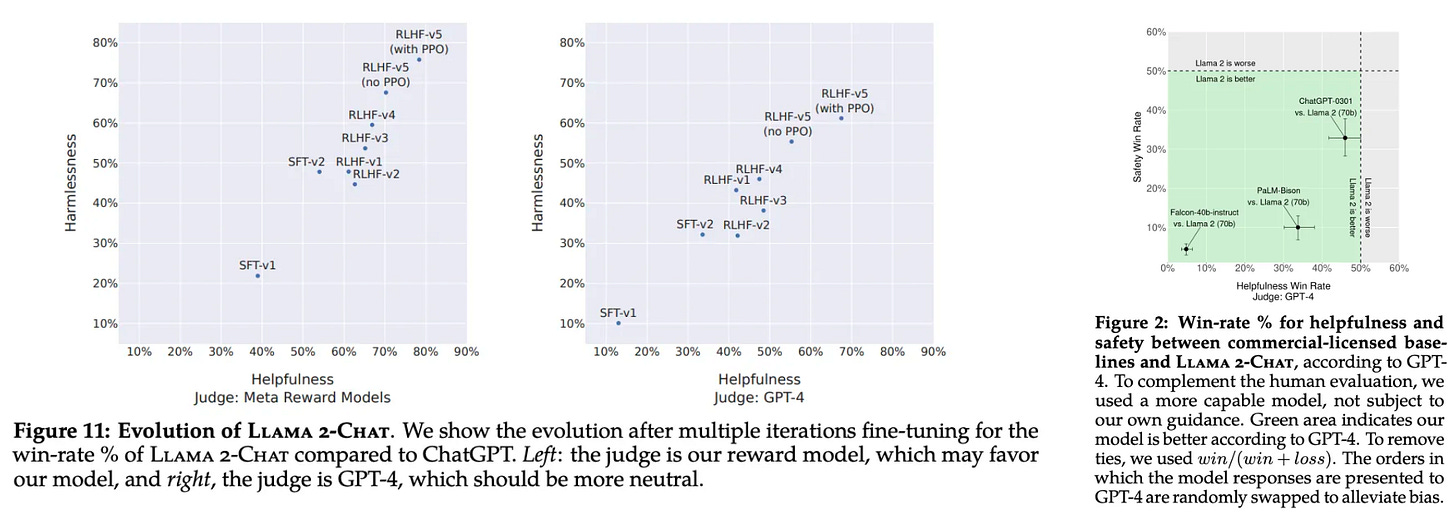 RLHF-v5
(with PPO)
RLHF-v5
(no PPO)
RLHF-v4
RLHF-v3
SFT-v2
RLHF-v1
RLHF-v2
SFT-v1
80%
70%
60%
50%
40%
30%
20%
10%
Harmlessness
10% 20% 30% 40% 50% 60% 70% 80% 90%
Helpfulness
Judge: Meta Reward Models
RLHF-v5
(with PPO)
RLHF-v5
(no PPO)
RLHF-v4
RLHF-v1
RLHF-v3
SFT-v2
RLHF-v2
SFT-v1
80%
70%
60%
50%
40%
30%
20%
10%
Harmlessness
10% 20% 30% 40% 50% 60% 70% 80% 90%
Helpfulness
Judge: GPT-4
Figure 11: Evolution of LLAMA 2-CHAT. We show the evolution after multiple iterations fine-tuning for the
win-rate % of LLAMA 2-CHAT compared to ChatGPT. Left: the judge is our reward model, which may favor
our model, and right, the judge is GPT-4, which should be more neutral.
60%
50%
40%
30%
20%
10%
Safety Win Rate
Llama 2 is worse
Llama 2 is better
ChatGPT-0301
vs. Llama 2 (70b)
PaLM-Bison
vs. Llama 2 (70b)
Falcon-40b-instruct
vs. Llama 2 (70b)
Llama 2 is better
Llama 2 is worse
0% 10% 20% 30% 40% 50% 60%
Helpfulness Win Rate
Judge: GPT-4
Figure 2: Win-rate % for helpfulness and
safety between commercial-licensed base-
lines and LLAMA 2-CHAT, according to GPT-
4. To complement the human evaluation, we
used a more capable model, not subject to
our own guidance. Green area indicates our
model is better according to GPT-4. To remove
ties, we used win/(win + loss). The orders in
which the model responses are presented to
GPT-4 are randomly swapped to alleviate bias.